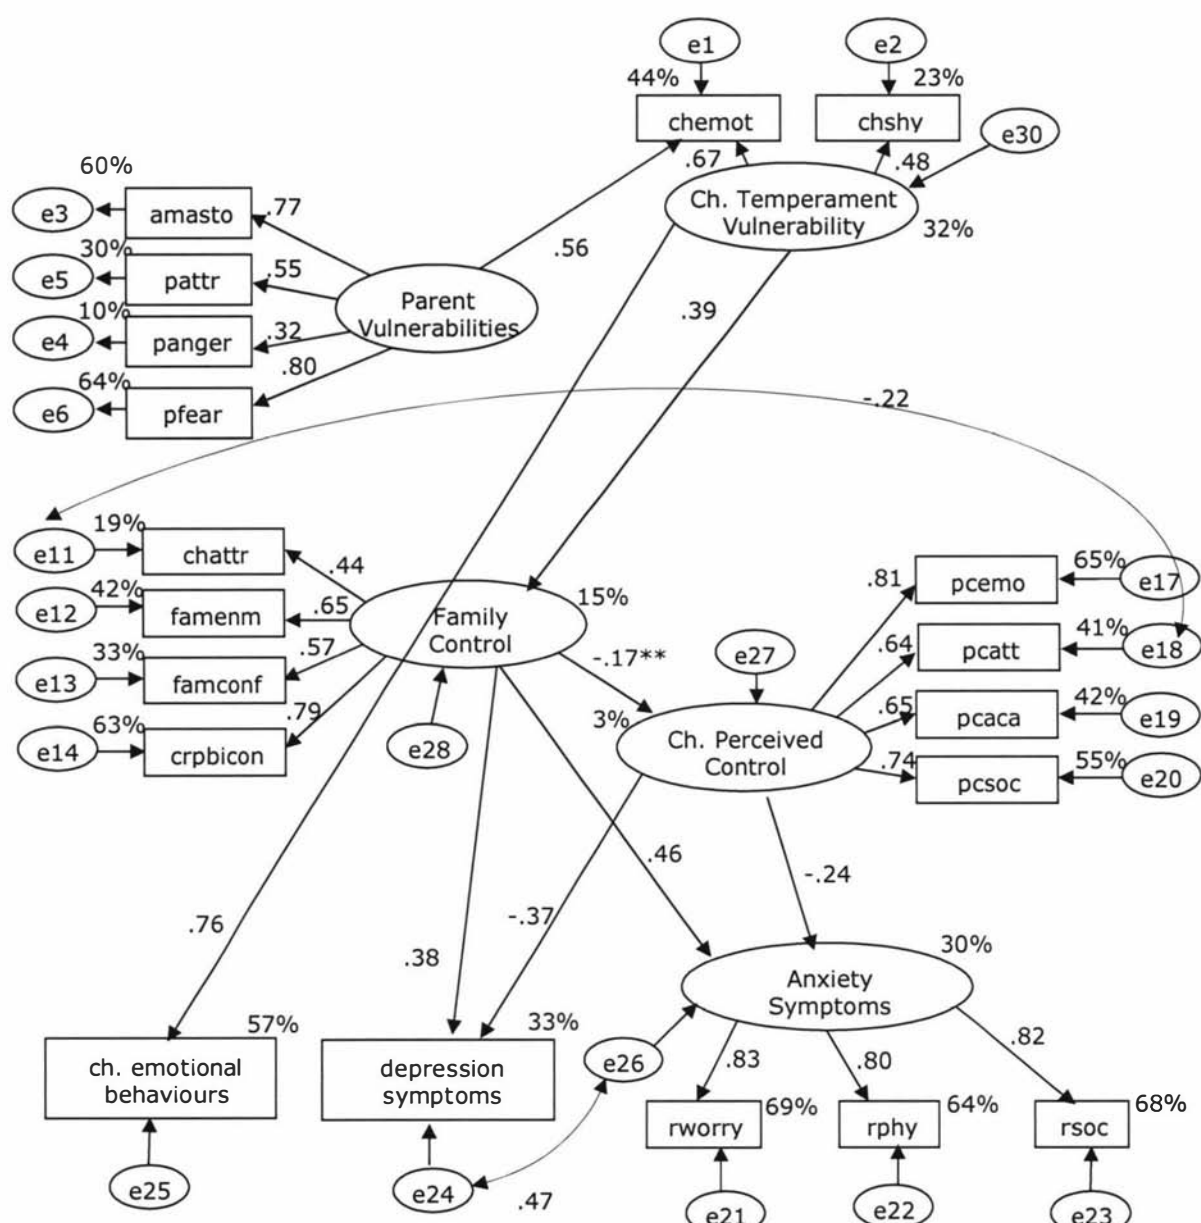 e1
e2
44%
23%
chemot
chshy
e30
.67
.48
60%
e3
amasto
.77
Ch. Temperament
Vulnerability
32%
30%
e5
pattr
.55
.56
Parent
Vulnerabilities
10%
e4
panger
.32
.39
64%
e6
pfear
.80
-.22
19%
e11
chattr
.44
42%
e12
famenm
.65
Family
Control
15%
33%
e13
famconf
.57
63%
e14
crpbicon
.79
e28
-.17**
e27
3%
Ch. Perceived
Control
.81
pcemo
65%
e17
.64
pcatt
41%
e18
.65
pcaca
42%
e19
.74
pcsoc
55%
e20
.46
-.24
-.37
.76
.38
30%
Anxiety
Symptoms
57%
ch. emotional
behaviours
33%
depression
symptoms
e26
.83
.80
.82
rworry
69%
rphy
64%
rsoc
68%
e25
e24
.47
e21
e22
e23